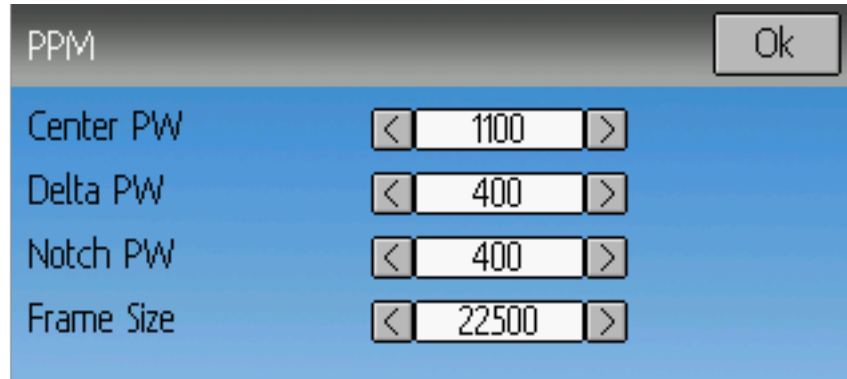 PPM Ok
Center PW < 1100 >
Delta PW < 400 >
Notch PW < 400 >
Frame Size < 22500 >